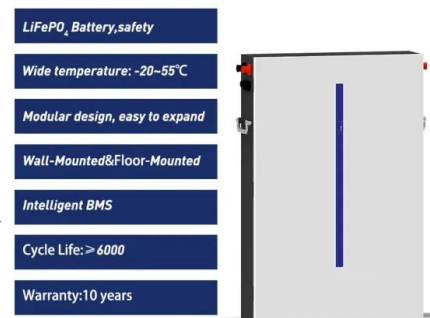 LiFePO₄ Battery,safety
Wide temperature: -20~55℃
Modular design, easy to expand
Wall-Mounted&Floor-Mounted
Intelligent BMS
Cycle Life:≥6000
Warranty:10 years